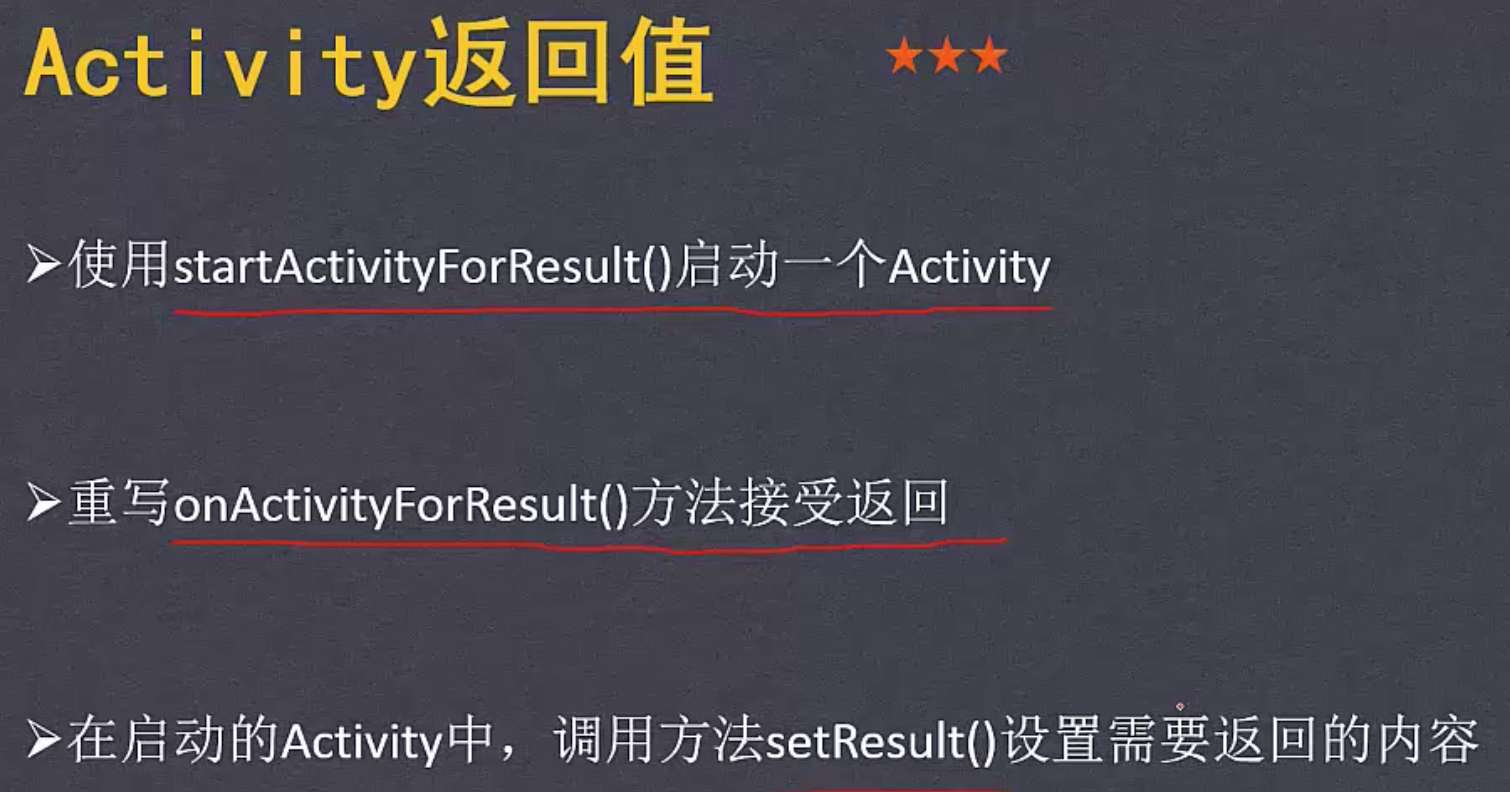 Activity返回值 ★★★
➢使用startActivityForResult()启动一个Activity
➢重写onActivityForResult()方法接受返回
➢在启动的Activity中，调用方法setResult()设置需要返回的内容